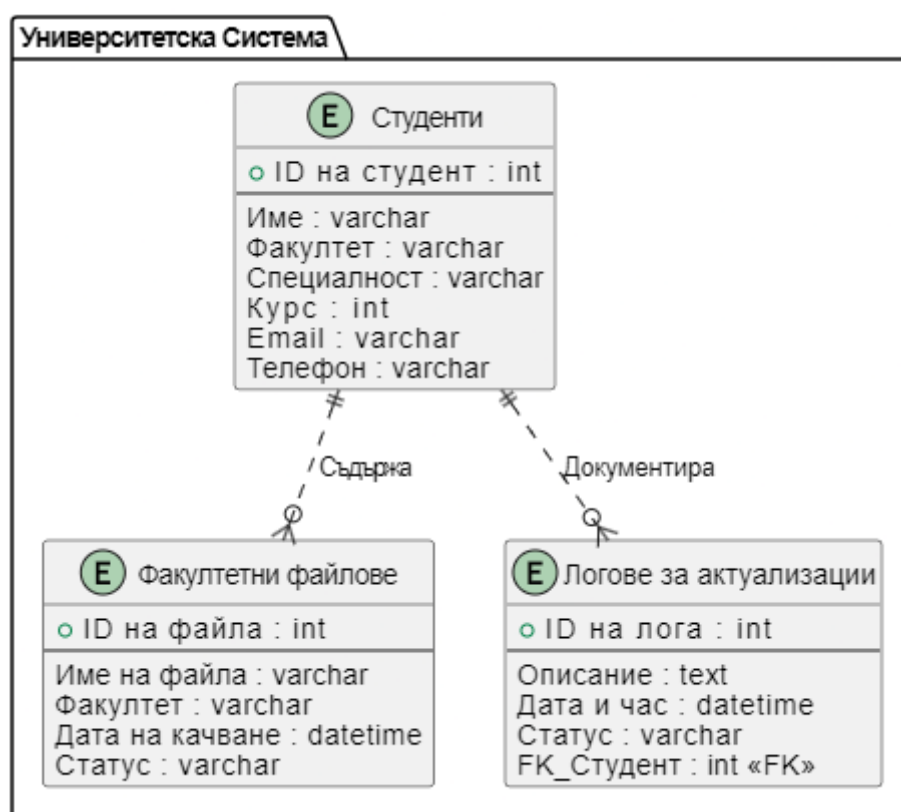 Университетска Система
E Студенти
ID на студент : int
Име : varchar
Факултет : varchar
Специалност : varchar
Курс : int
Email : varchar
Телефон : varchar
Съдържа
Документира
E Факултетни файлове
ID на файла : int
Име на файла : varchar
Факултет : varchar
Дата на качване : datetime
Статус : varchar
E Логове за актуализации
ID на лога : int
Описание : text
Дата и час : datetime
Статус : varchar
FK_Студент : int «FK»